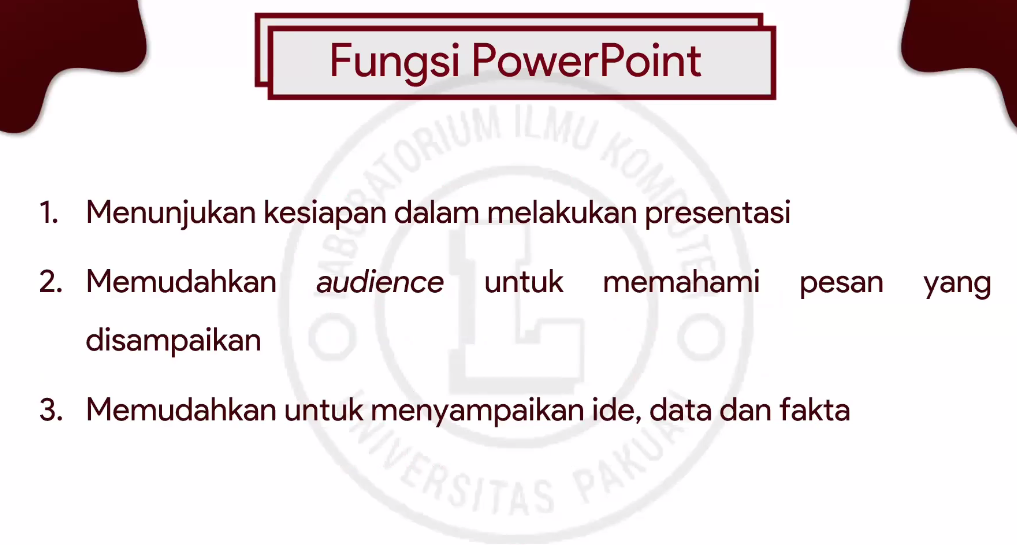 Fungsi PowerPoint
1. Menunjukan kesiapan dalam melakukan presentasi
2. Memudahkan audience untuk memahami pesan yang
disampaikan
3. Memudahkan untuk menyampaikan ide, data dan fakta
LABORATORIUM ILMU KOMPUTER
UNIVERSITAS PAKUAN
L